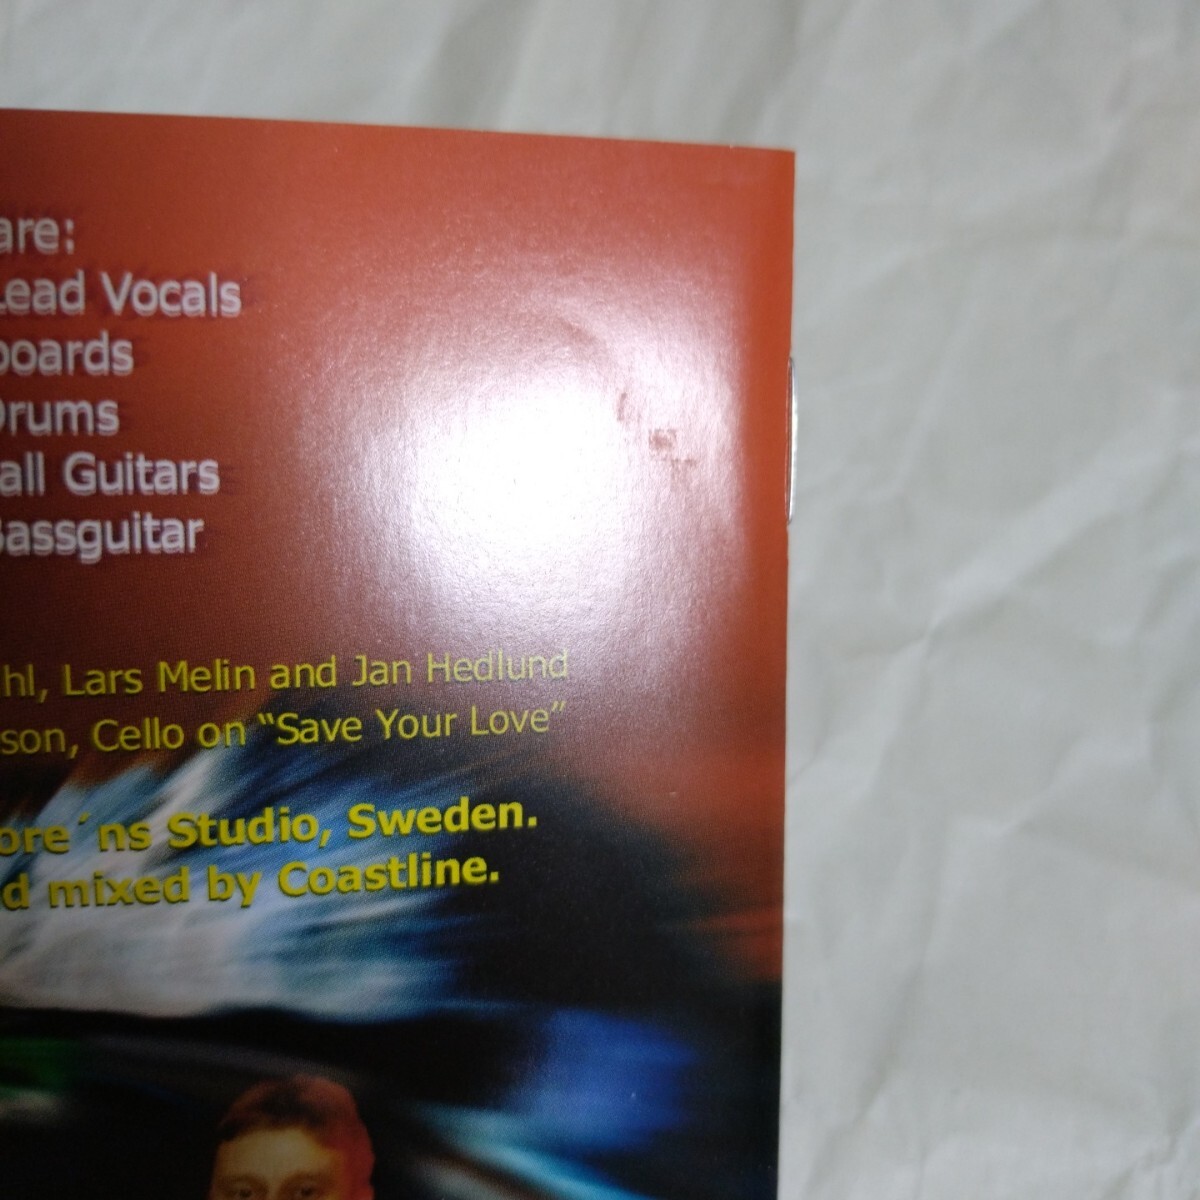 are:
Lead Vocals
boards
Drums
all Guitars
Bassguitar
hl, Lars Melin and Jan Hedlund
son, Cello on “Save Your Love”
ore´ns Studio, Sweden.
d mixed by Coastline.